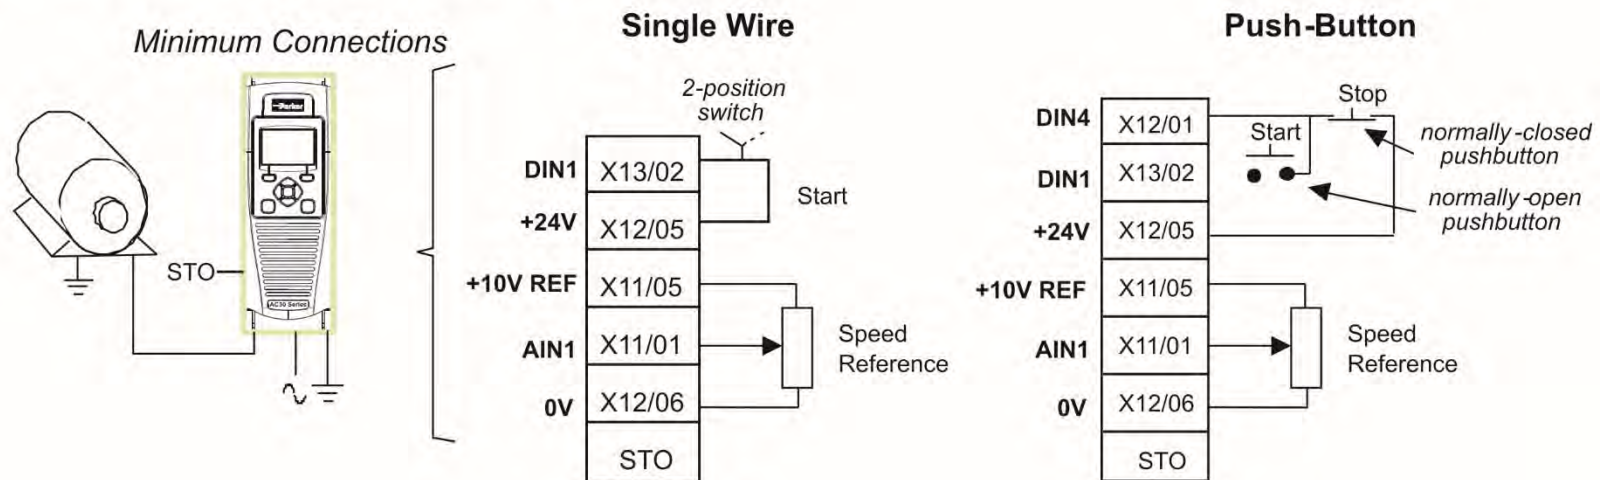 Minimum Connections
Parker
AC30 Series
STO
Single Wire
2-position
switch
DIN1 X13/02
Start
+24V X12/05
+10V REF X11/05
AIN1 X11/01
Speed
Reference
0V X12/06
STO
Push-Button
Stop
DIN4 X12/01
Start
normally-closed
pushbutton
DIN1 X13/02
normally-open
pushbutton
+24V X12/05
+10V REF X11/05
AIN1 X11/01
Speed
Reference
0V X12/06
STO